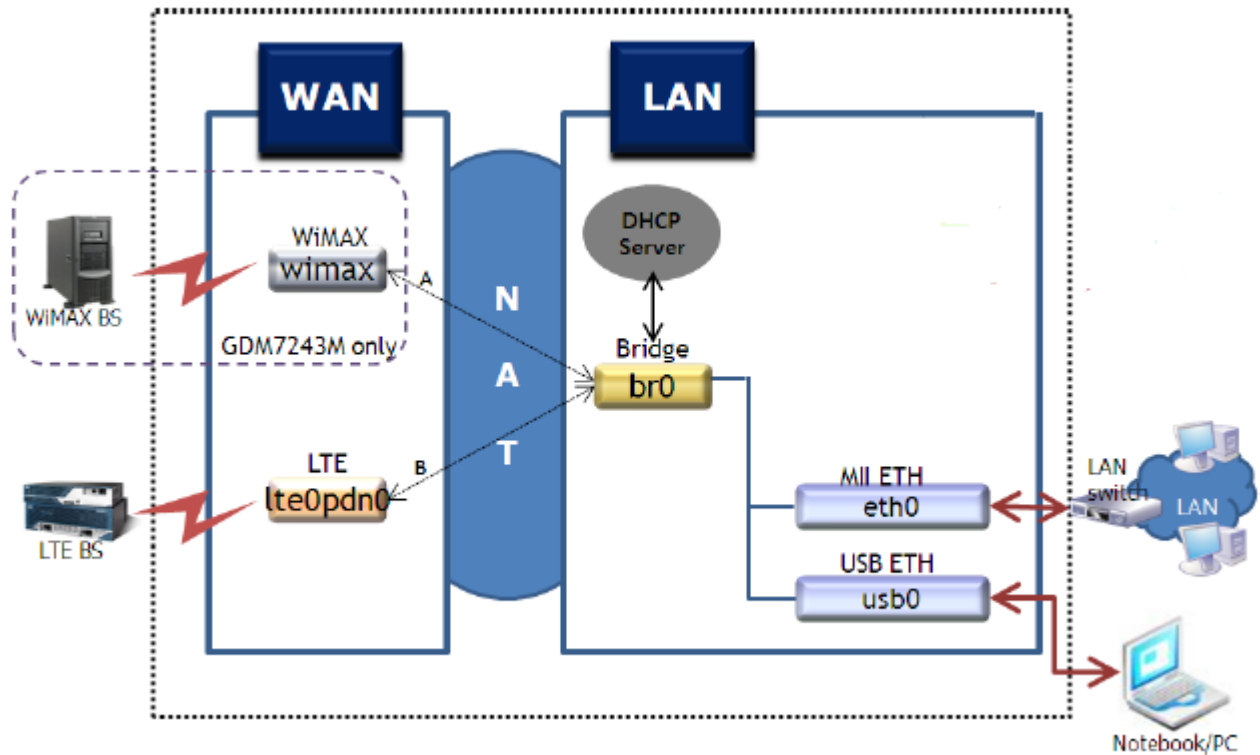 WAN
LAN
WiMAX
wimax
WiMAX BS
GDM7243M only
A
N
A
T
DHCP
Server
Bridge
br0
B
LTE
lte0pdn0
LTE BS
MII ETH
eth0
USB ETH
usb0
LAN
switch
LAN
Notebook/PC